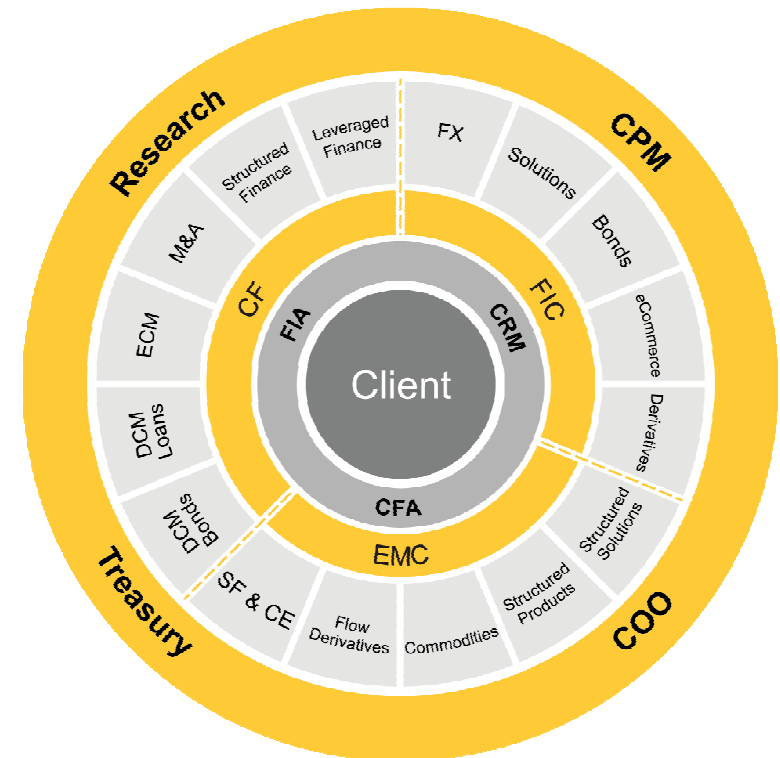 Research
CPM
Leveraged
Finance
FX
Structured
Finance
Solutions
M&A
Bonds
CF
FIC
ECM
FIA
CRM
eCommerce
Client
DCM
Loans
Derivatives
CFA
DCM
Bonds
EMC
Structured
Solutions
SF & CE
Flow
Derivatives
Commodities
Structured
Products
Treasury
COO